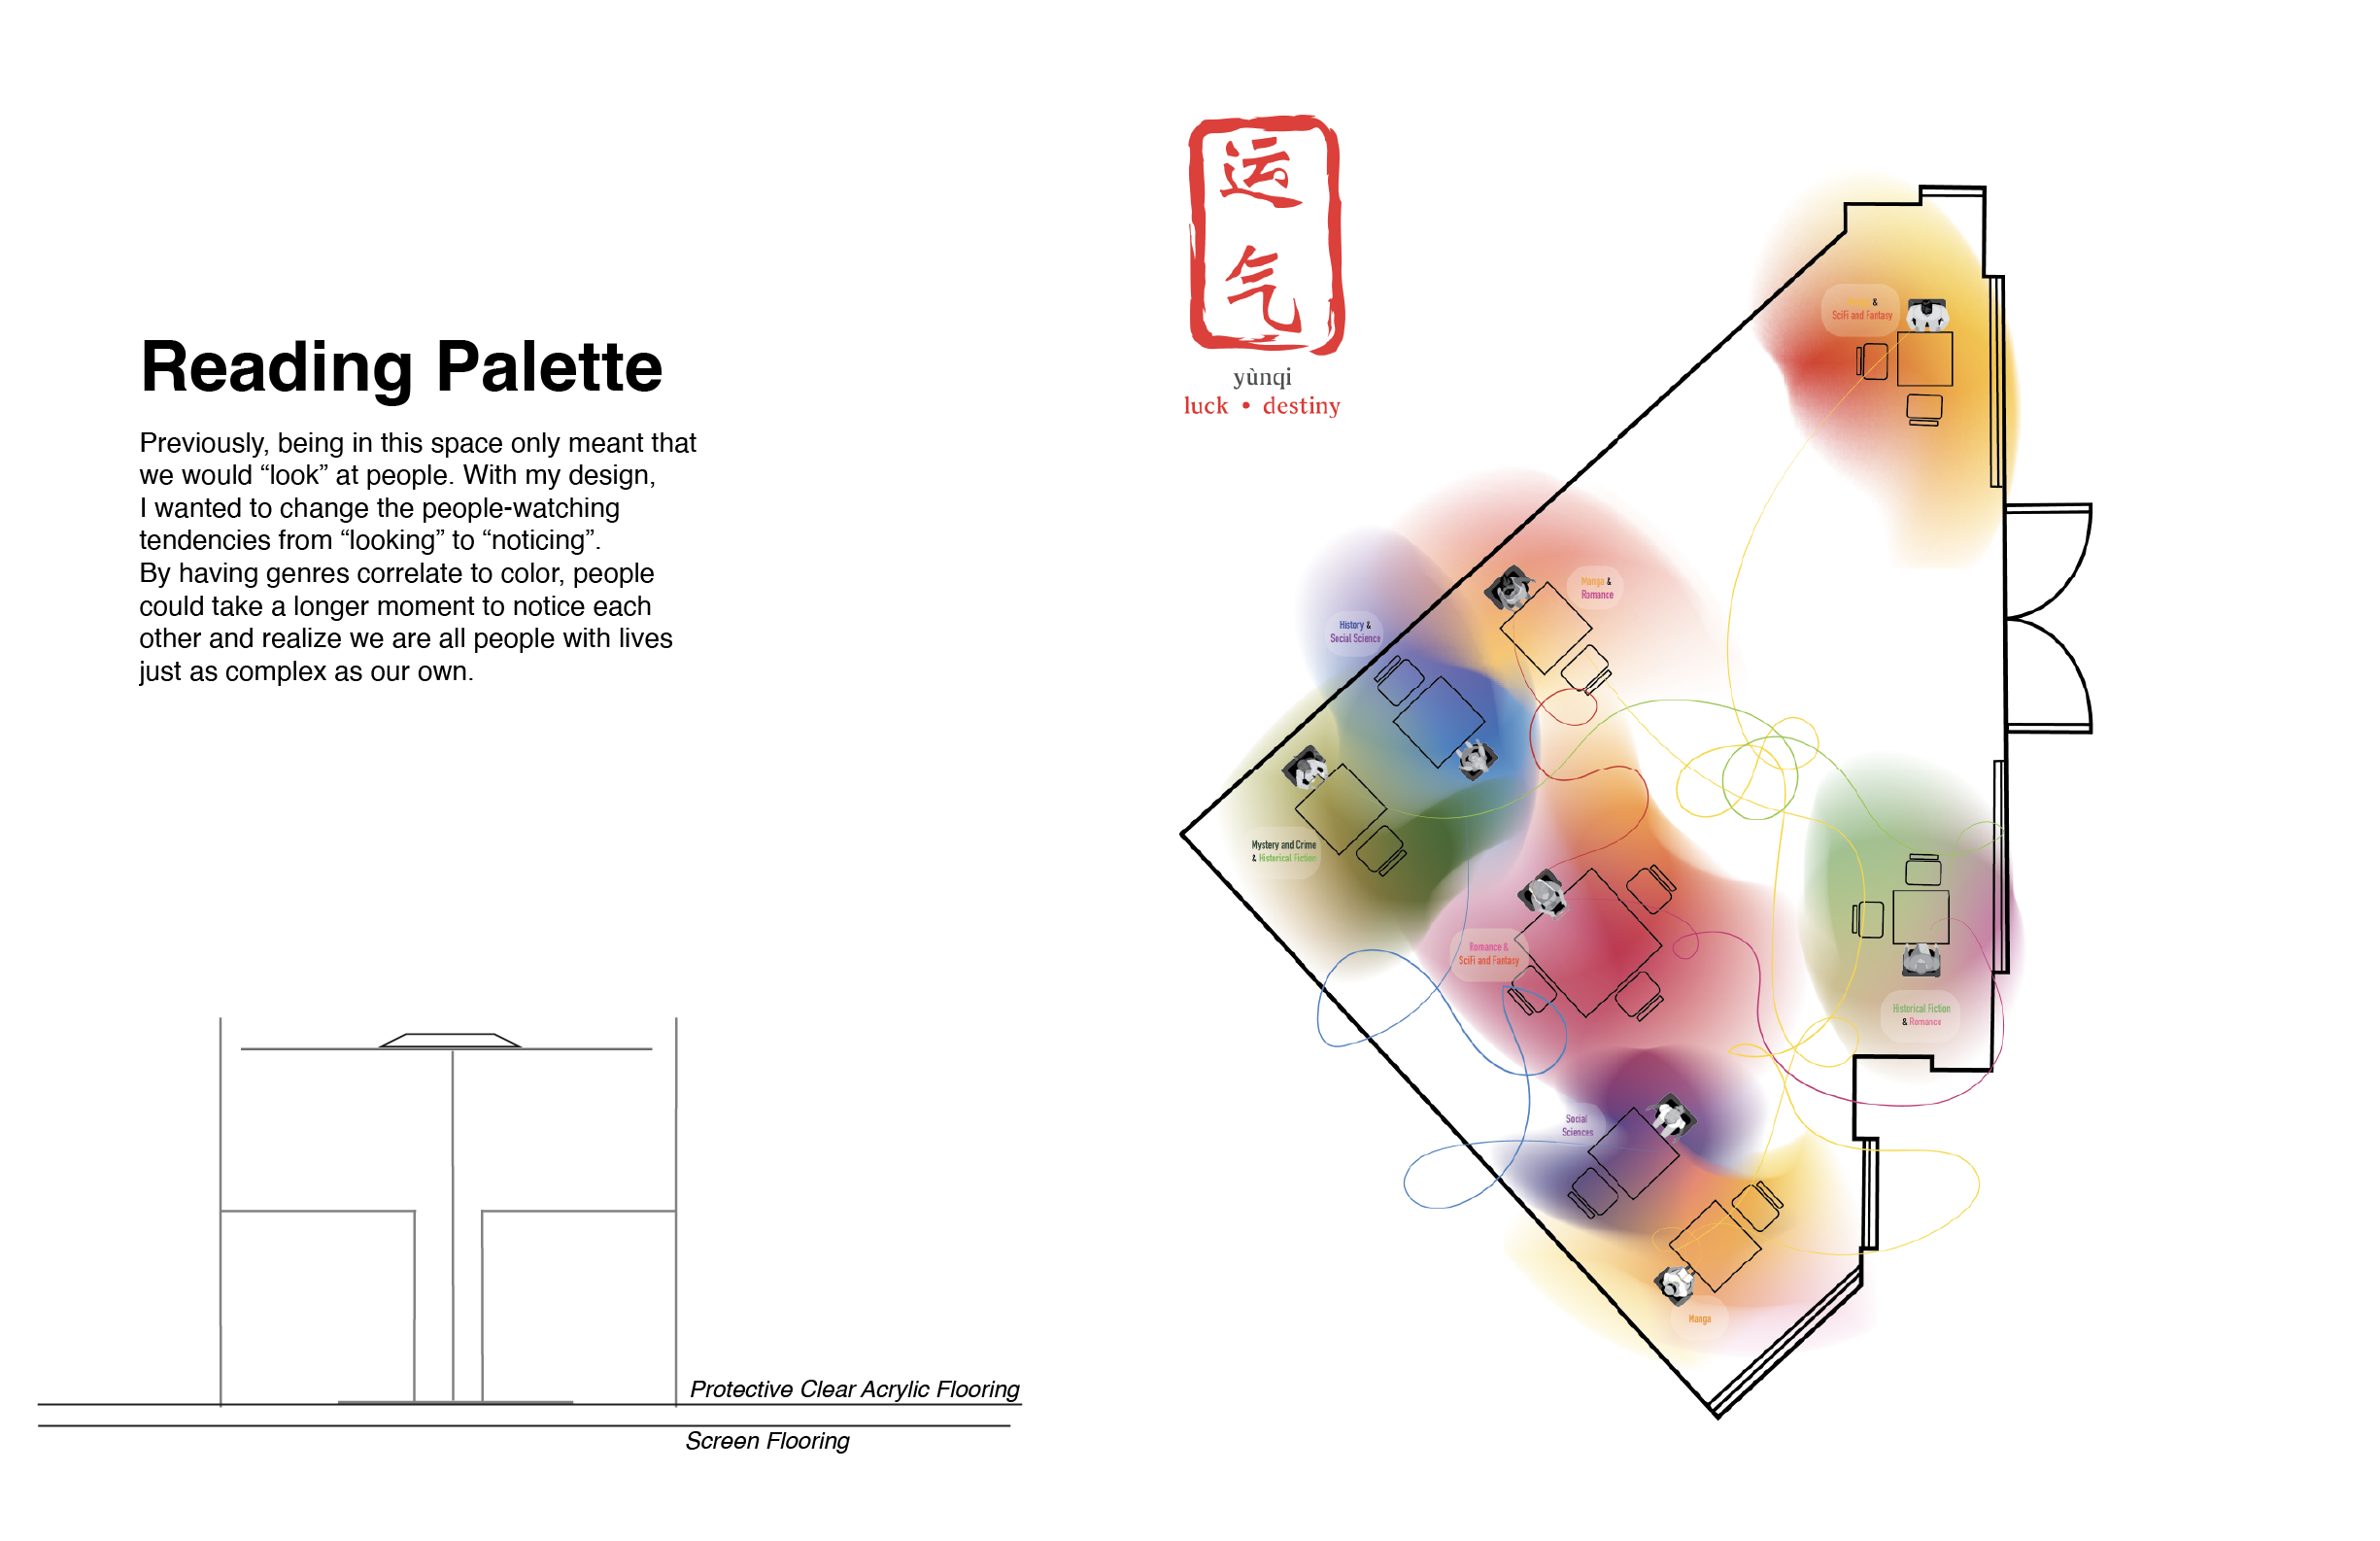 Reading Palette
Previously, being in this space only meant that
we would “look” at people. With my design,
I wanted to change the people-watching
tendencies from “looking” to “noticing”.
By having genres correlate to color, people
could take a longer moment to notice each
other and realize we are all people with lives
just as complex as our own.
Protective Clear Acrylic Flooring
Screen Flooring
运
气
yùnqi
luck • destiny
&
SciFi and Fantasy
Manga &
Romance
History &
Social Science
Mystery and Crime
& Historical Fiction
Romance &
SciFi and Fantasy
Historical Fiction
& Romance
Social
Sciences
Manga